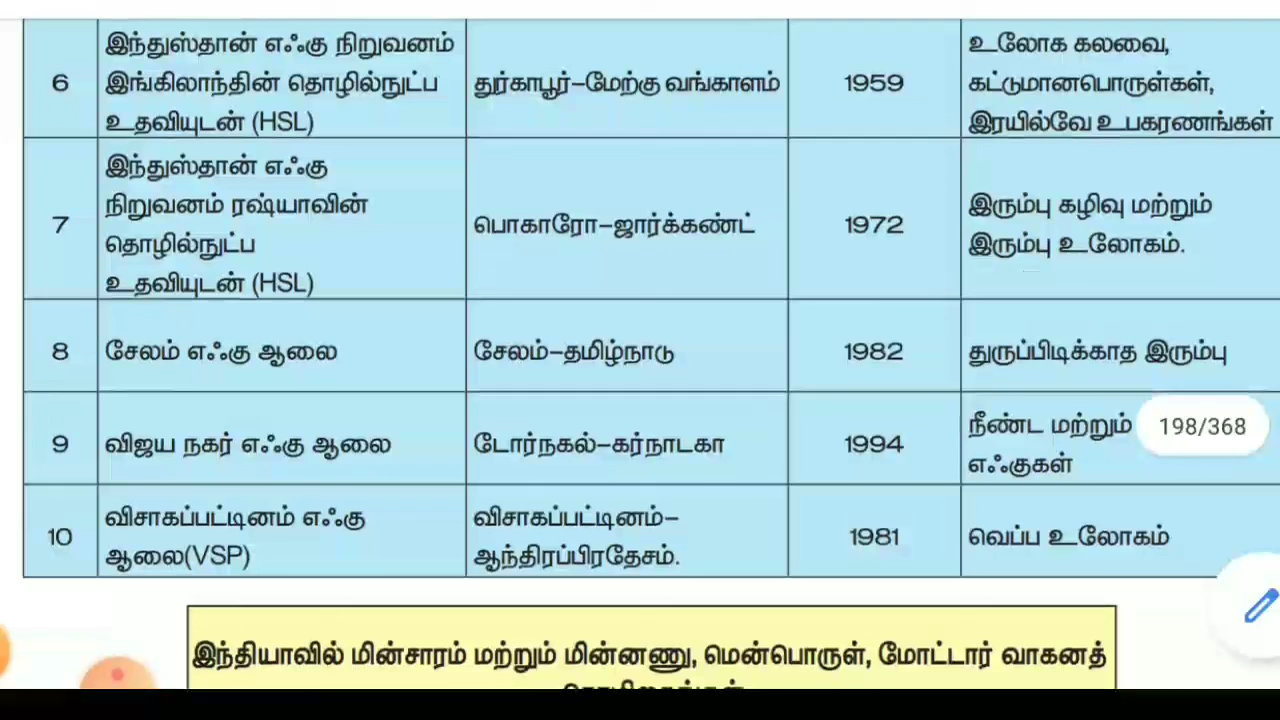 6
இந்துஸ்தான் எஃகு நிறுவனம்
இங்கிலாந்தின் தொழில்நுட்ப
உதவியுடன் (HSL)
துர்காபூர்–மேற்கு வங்காளம்
1959
உலோக கலவை,
கட்டுமானபொருள்கள்,
இரயில்வே உபகரணங்கள்
7
இந்துஸ்தான் எஃகு
நிறுவனம் ரஷ்யாவின்
தொழில்நுட்ப
உதவியுடன் (HSL)
பொகாரோ–ஜார்க்கண்ட்
1972
இரும்பு கழிவு மற்றும்
இரும்பு உலோகம்.
8
சேலம் எஃகு ஆலை
சேலம்–தமிழ்நாடு
1982
துருப்பிடிக்காத இரும்பு
9
விஜய நகர் எஃகு ஆலை
டோர்நகல்–கர்நாடகா
1994
நீண்ட மற்றும்
எஃகுகள்
198/368
10
விசாகப்பட்டினம் எஃகு
ஆலை(VSP)
விசாகப்பட்டினம்–
ஆந்திரப்பிரதேசம்.
1981
வெப்ப உலோகம்
இந்தியாவில் மின்சாரம் மற்றும் மின்னணு, மென்பொருள், மோட்டார் வாகனத்